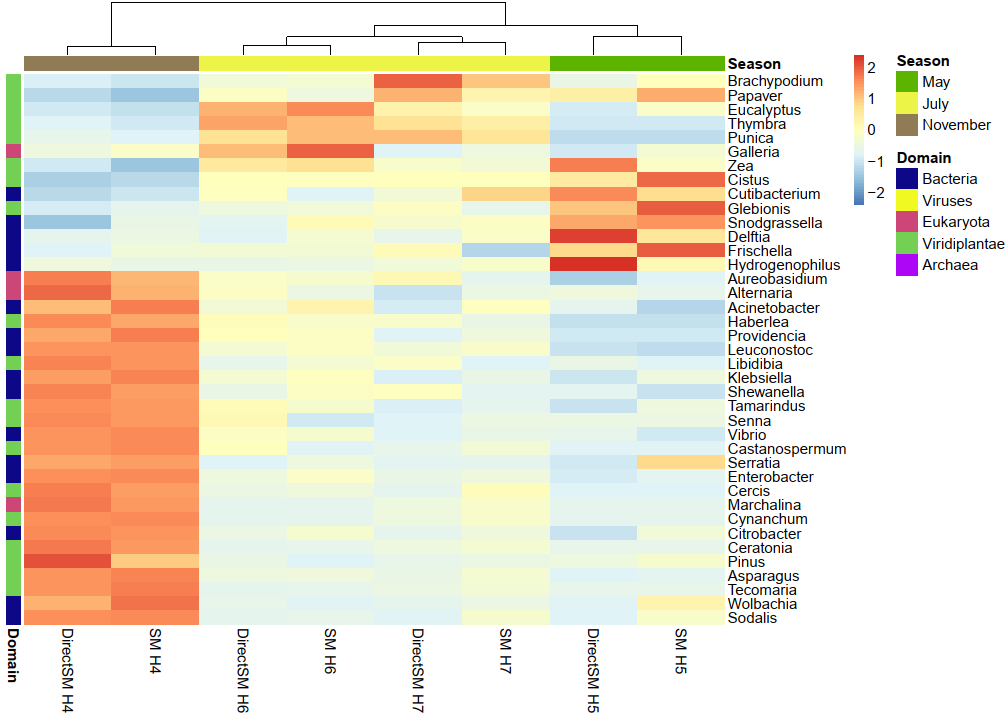 Season
Brachypodium
Papaver
Eucalyptus
Thymbra
Punica
Galleria
Zea
Cistus
Cutibacterium
Glebionis
Snodgrassella
Delftia
Frischella
Hydrogenophilus
Aureobasidium
Alternaria
Acinetobacter
Haberlea
Providencia
Leuconostoc
Libidibia
Klebsiella
Shewanella
Tamarindus
Senna
Vibrio
Castanospermum
Serratia
Enterobacter
Cercis
Marchalina
Cynanchum
Citrobacter
Ceratonia
Pinus
Asparagus
Tecomaria
Wolbachia
Sodalis
Domain
DirectSM H4
SM H4
DirectSM H6
SM H6
DirectSM H7
SM H7
DirectSM H5
SM H5
2
1
0
−1
−2
Season
May
July
November
Domain
Bacteria
Viruses
Eukaryota
Viridiplantae
Archaea